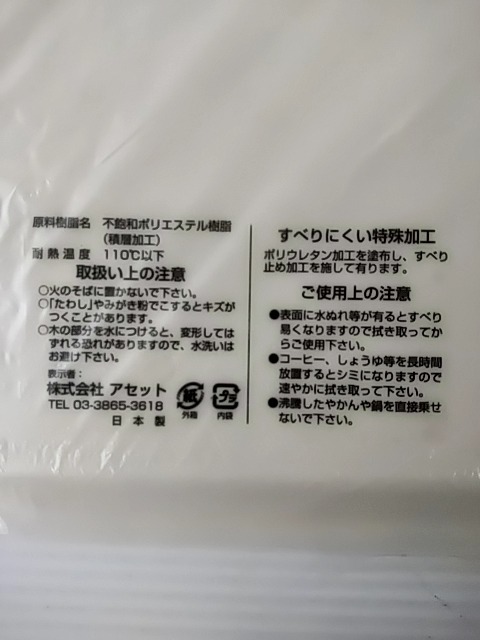 原料樹脂名 不飽和ポリエステル樹脂
(積層加工)
耐熱温度 110℃以下
取扱い上の注意
○火のそばに置かないで下さい。
○「たわし」やみがき粉でこするとキズが
つくことがあります。
○木の部分を水につけると、変形しては
ずれる恐れがありますので、水洗いは
お避け下さい。
表示者:
株式会社 アセット
TEL 03-3865-3618
日本製
紙
外箱
プラ
内袋
すべりにくい特殊加工
ポリウレタン加工を塗布し、すべり
止め加工を施して有ります。
ご使用上の注意
●表面に水ぬれ等が有るとすべり
易くなりますので拭き取ってか
らご使用下さい。
●コーヒー、しょうゆ等を長時間
放置するとシミになりますので
速やかに拭き取って下さい。
●沸騰したやかんや鍋を直接乗せ
ないで下さい。